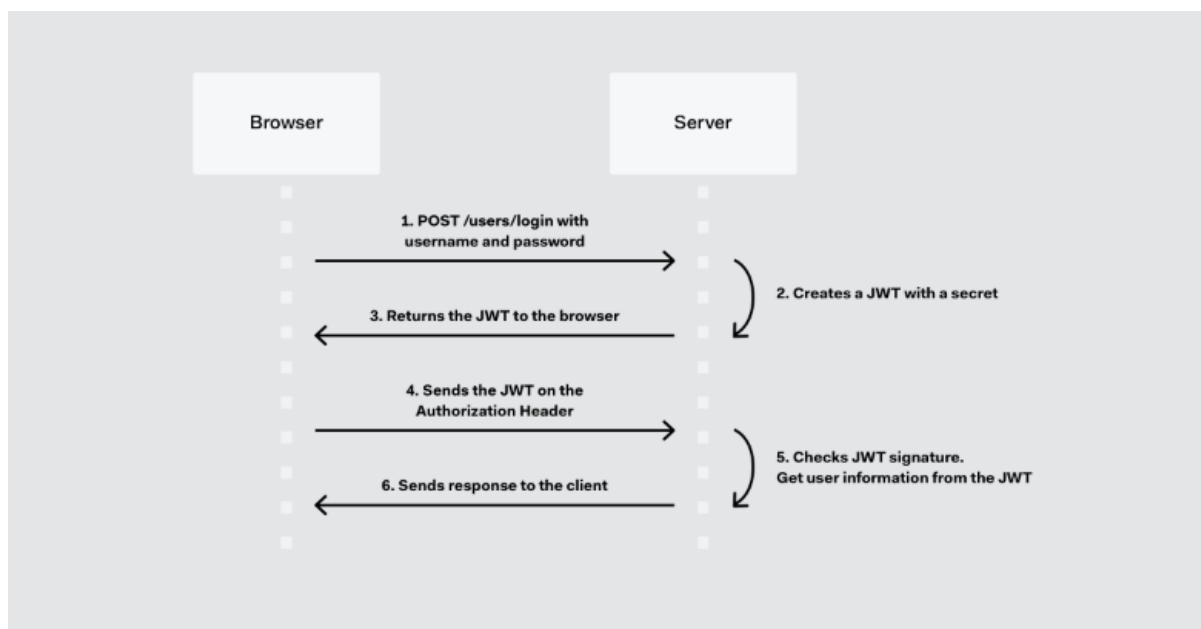 Browser
Server
1. POST /users/login with
username and password
2. Creates a JWT with a secret
3. Returns the JWT to the browser
4. Sends the JWT on the
Authorization Header
5. Checks JWT signature.
Get user information from the JWT
6. Sends response to the client